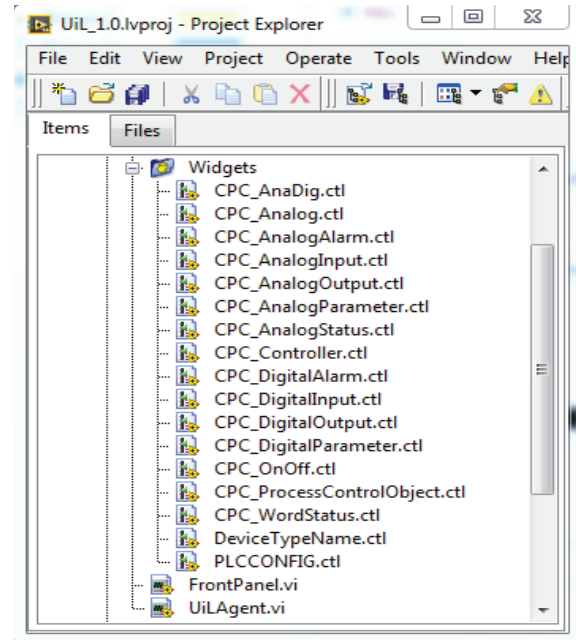 UiL_1.0.lvproj - Project Explorer
File Edit View Project Operate Tools Window Help
Items Files
Widgets
CPC_AnaDig.ctl
CPC_Analog.ctl
CPC_AnalogAlarm.ctl
CPC_AnalogInput.ctl
CPC_AnalogOutput.ctl
CPC_AnalogParameter.ctl
CPC_AnalogStatus.ctl
CPC_Controller.ctl
CPC_DigitalAlarm.ctl
CPC_DigitalInput.ctl
CPC_DigitalOutput.ctl
CPC_DigitalParameter.ctl
CPC_OnOff.ctl
CPC_ProcessControlObject.ctl
CPC_WordStatus.ctl
DeviceTypeName.ctl
PLCCONFIG.ctl
FrontPanel.vi
UiLAgent.vi